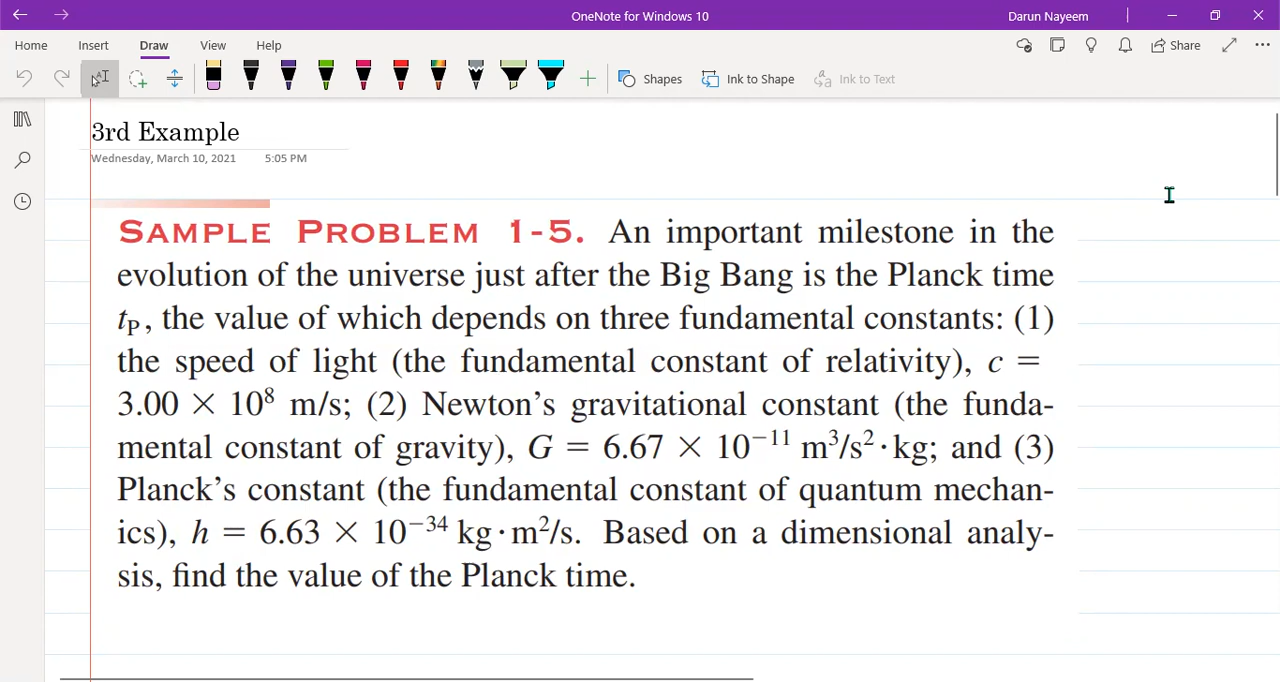 OneNote for Windows 10
Darun Nayeem
Home Insert Draw View Help
Share
Shapes Ink to Shape Ink to Text
3rd Example
Wednesday, March 10, 2021 5:05 PM
SAMPLE PROBLEM 1-5. An important milestone in the
evolution of the universe just after the Big Bang is the Planck time
tP, the value of which depends on three fundamental constants: (1)
the speed of light (the fundamental constant of relativity), c =
3.00 × 10⁸ m/s; (2) Newton's gravitational constant (the funda-
mental constant of gravity), G = 6.67 × 10⁻¹¹ m³/s²·kg; and (3)
Planck's constant (the fundamental constant of quantum mechan-
ics), h = 6.63 × 10⁻³⁴ kg·m²/s. Based on a dimensional analy-
sis, find the value of the Planck time.